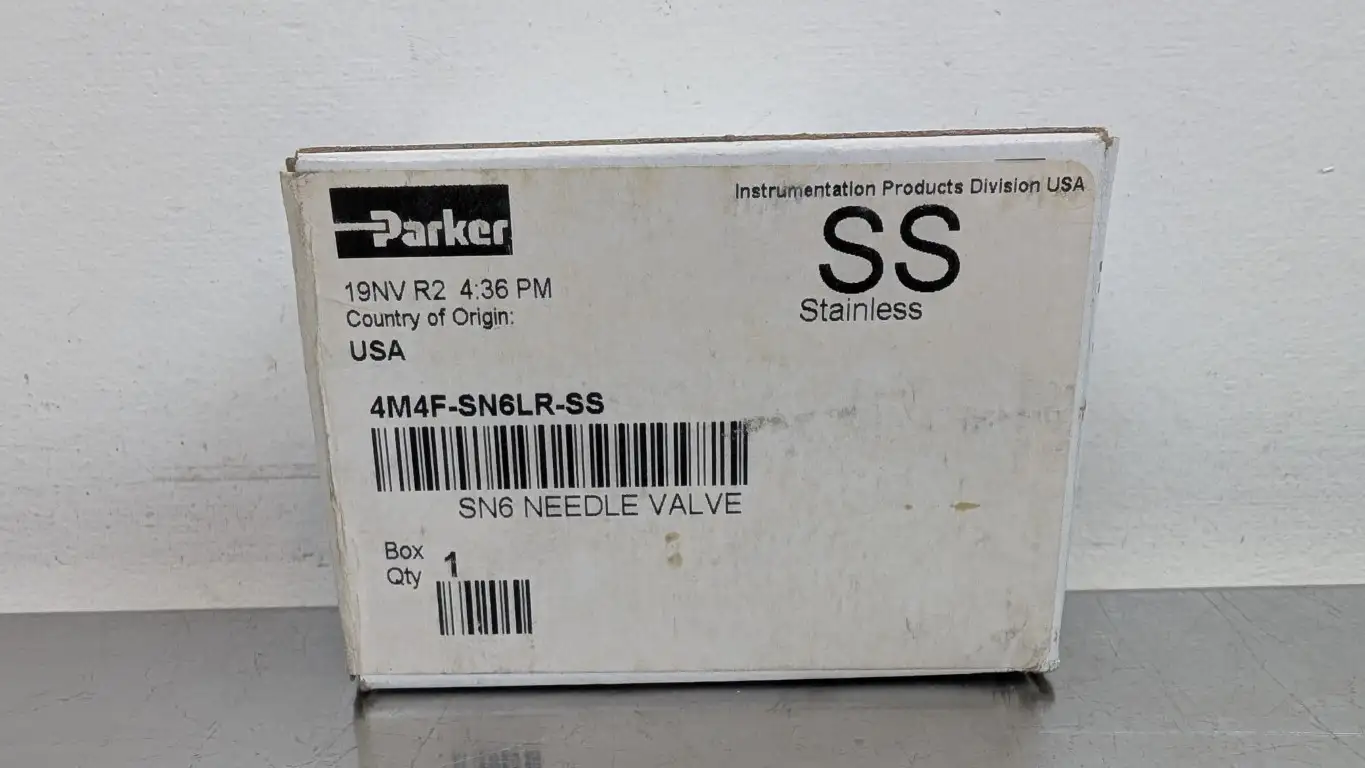 Parker
Instrumentation Products Division USA
SS
Stainless
19NV R2 4:36 PM
Country of Origin:
USA
4M4F-SN6LR-SS
SN6 NEEDLE VALVE
Box
Qty
1